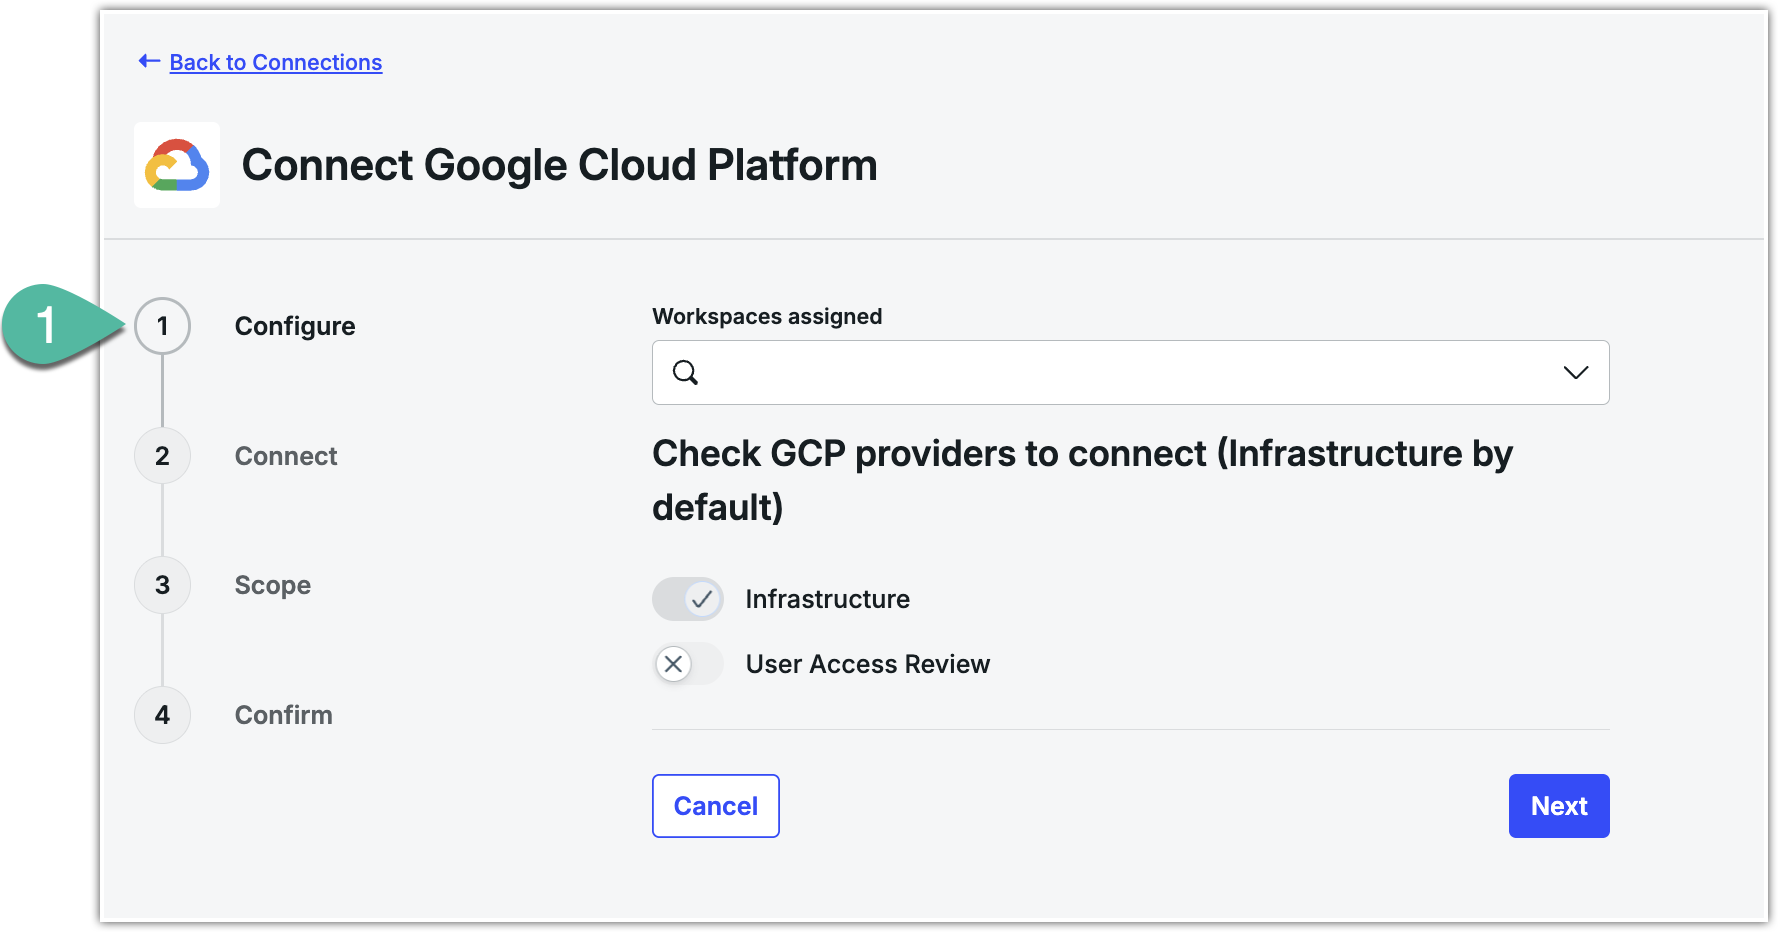 Back to Connections
Connect Google Cloud Platform
1
1 Configure
Workspaces assigned
2 Connect
Check GCP providers to connect (Infrastructure by
default)
3 Scope
Infrastructure
User Access Review
4 Confirm
Cancel
Next